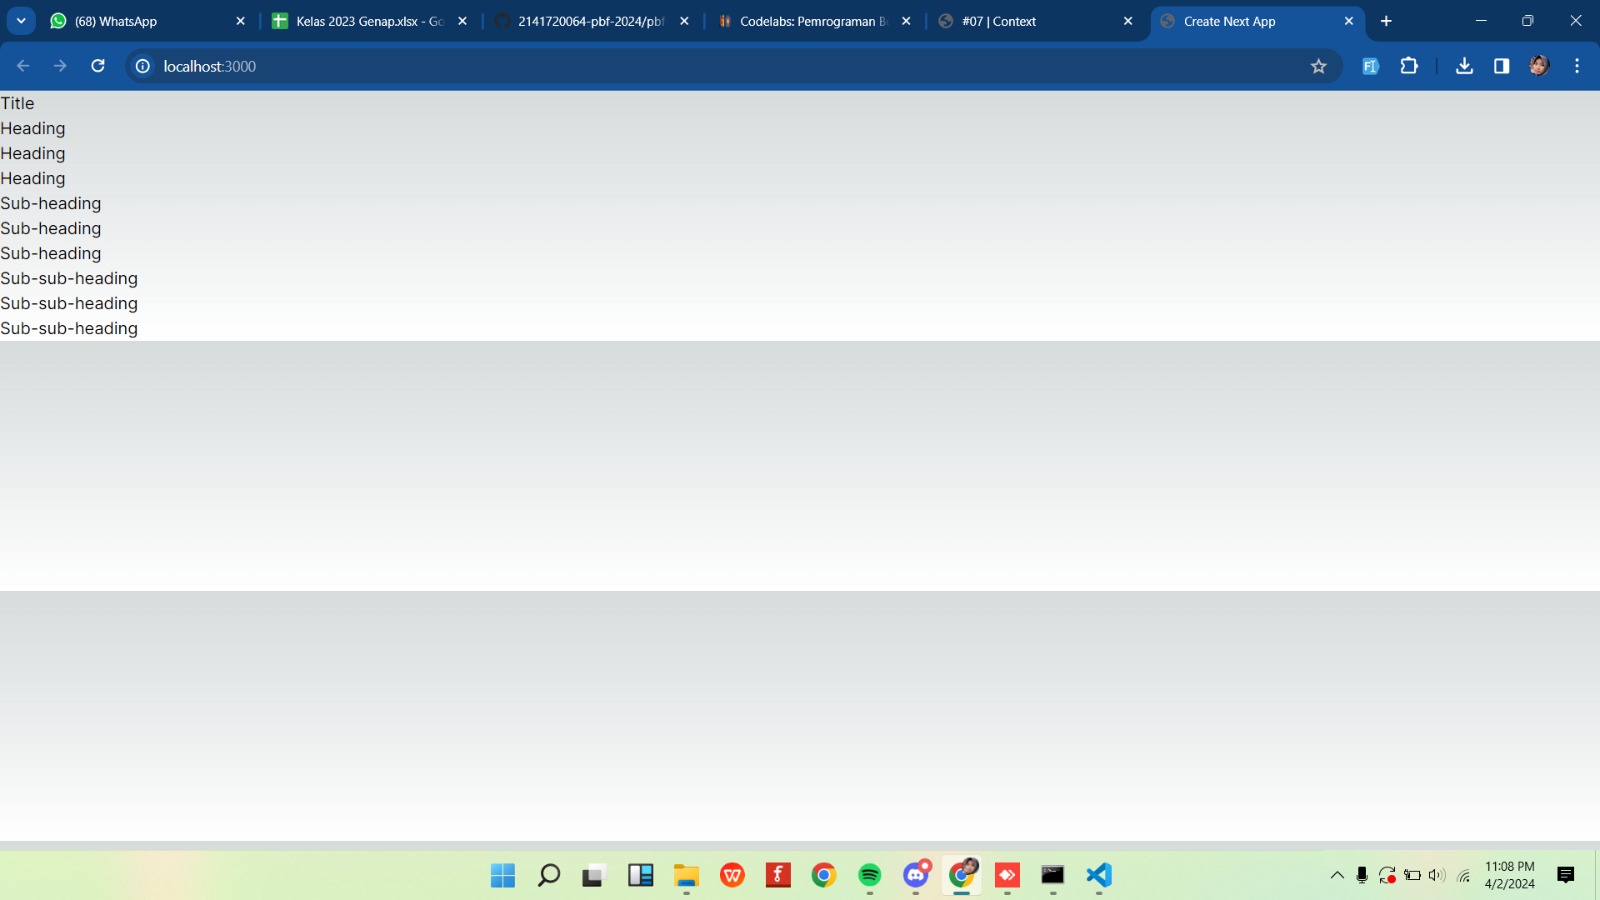 (68) WhatsApp
Kelas 2023 Genap.xlsx - Go
2141720064-pbf-2024/pbf
Codelabs: Pemrograman Be
#07 | Context
Create Next App
localhost:3000
Title
Heading
Heading
Heading
Sub-heading
Sub-heading
Sub-heading
Sub-sub-heading
Sub-sub-heading
Sub-sub-heading
11:08 PM
4/2/2024